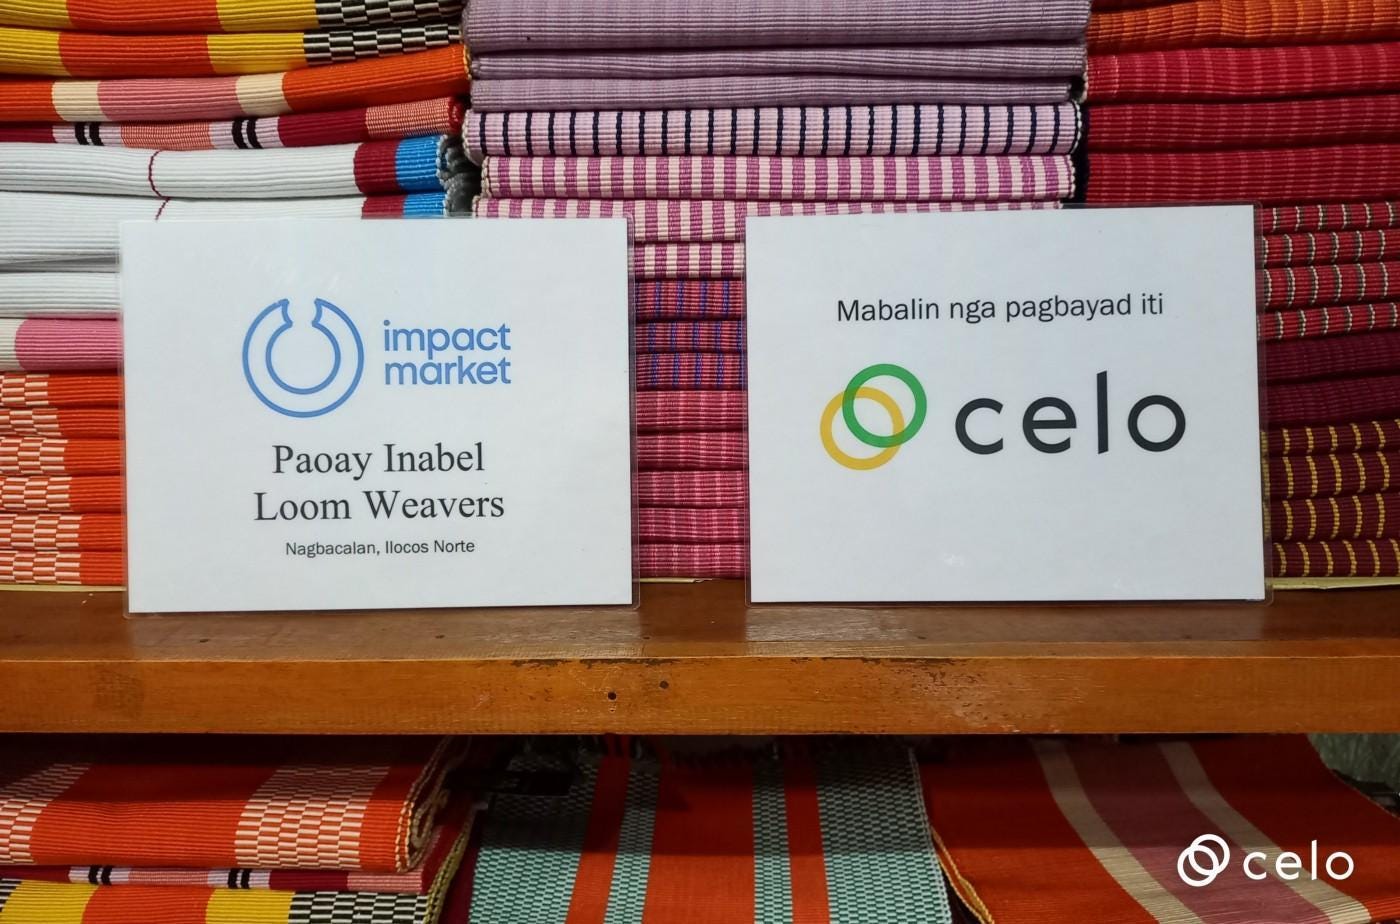 impact
market
Paoay Inabel
Loom Weavers
Nagbacalan, Ilocos Norte
Mabalin nga pagbayad iti
celo
celo